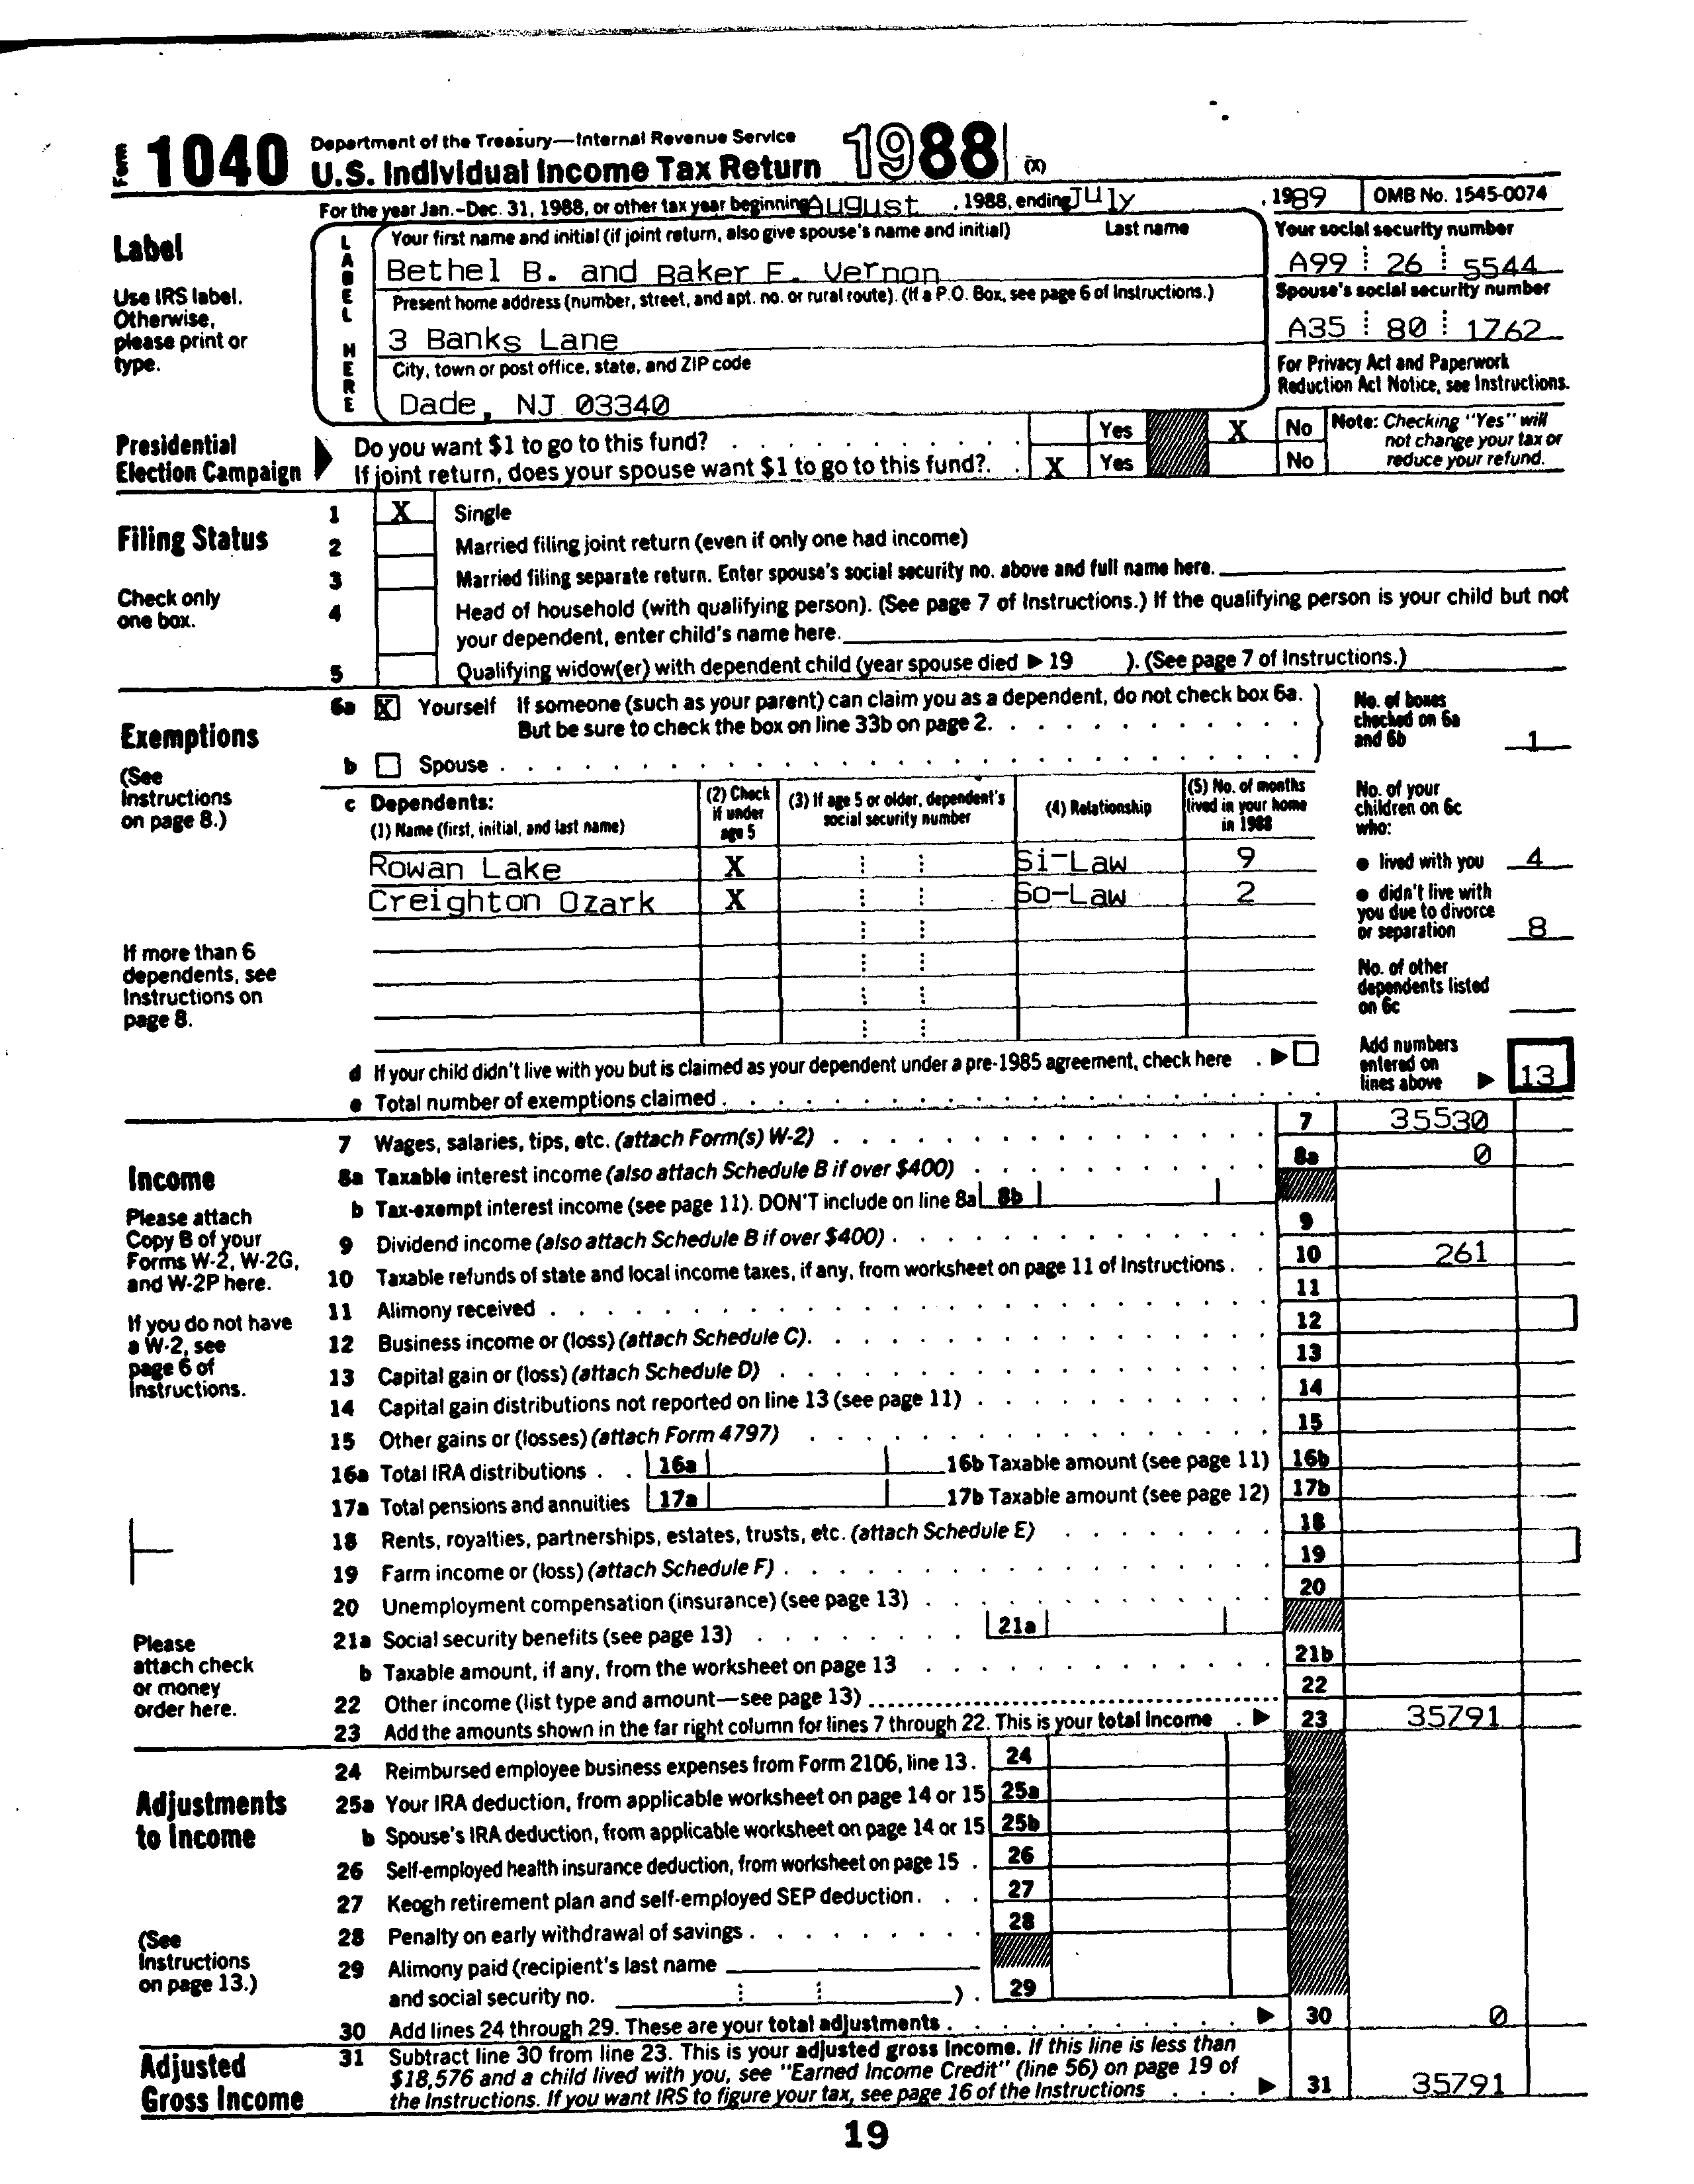 Form 1040 Department of the Treasury—Internal Revenue Service
U.S. Individual Income Tax Return 1988 (X)
For the year Jan.-Dec. 31, 1988, or other tax year beginning August , 1988, ending July , 1989 OMB No. 1545-0074
Label
Use IRS label.
Otherwise,
please print or
type.
LABEL HERE
Your first name and initial (if joint return, also give spouse's name and initial) Last name
Bethel B. and Baker F. Vernon
Present home address (number, street, and apt. no. or rural route). (If a P.O. Box, see page 6 of Instructions.)
3 Banks Lane
City, town or post office, state, and ZIP code
Dade, NJ 03340
Your social security number
A99 26 5544
Spouse's social security number
A35 80 1762
For Privacy Act and Paperwork
Reduction Act Notice, see Instructions.
Presidential
Election Campaign
Do you want $1 to go to this fund? Yes X No
If joint return, does your spouse want $1 to go to this fund? X Yes No
Note: Checking "Yes" will
not change your tax or
reduce your refund.
Filing Status
Check only
one box.
1 X Single
2 Married filing joint return (even if only one had income)
3 Married filing separate return. Enter spouse's social security no. above and full name here.
4 Head of household (with qualifying person). (See page 7 of Instructions.) If the qualifying person is your child but not
your dependent, enter child's name here.
5 Qualifying widow(er) with dependent child (year spouse died ▶ 19 ). (See page 7 of Instructions.)
Exemptions
(See
Instructions
on page 8.)
If more than 6
dependents, see
Instructions on
page 8.
6a X Yourself If someone (such as your parent) can claim you as a dependent, do not check box 6a.
But be sure to check the box on line 33b on page 2.
b Spouse
No. of boxes
checked on 6a
and 6b 1
c Dependents:
(1) Name (first, initial, and last name)
(2) Check
if under
age 5
(3) If age 5 or older, dependent's
social security number
(4) Relationship
(5) No. of months
lived in your home
in 1988
Rowan Lake X Si-Law 9
Creighton Ozark X So-Law 2
No. of your
children on 6c
who:
● lived with you 4
● didn't live with
you due to divorce
or separation 8
No. of other
dependents listed
on 6c
d If your child didn't live with you but is claimed as your dependent under a pre-1985 agreement, check here ▶
e Total number of exemptions claimed
Add numbers
entered on
lines above ▶ 13
Income
Please attach
Copy B of your
Forms W-2, W-2G,
and W-2P here.
If you do not have
a W-2, see
page 6 of
Instructions.
Please
attach check
or money
order here.
7 Wages, salaries, tips, etc. (attach Form(s) W-2) 7 35530
8a Taxable interest income (also attach Schedule B if over $400) 8a 0
b Tax-exempt interest income (see page 11). DON'T include on line 8a 8b
9 Dividend income (also attach Schedule B if over $400) 9
10 Taxable refunds of state and local income taxes, if any, from worksheet on page 11 of Instructions 10 261
11 Alimony received 11
12 Business income or (loss) (attach Schedule C) 12
13 Capital gain or (loss) (attach Schedule D) 13
14 Capital gain distributions not reported on line 13 (see page 11) 14
15 Other gains or (losses) (attach Form 4797) 15
16a Total IRA distributions 16a 16b Taxable amount (see page 11) 16b
17a Total pensions and annuities 17a 17b Taxable amount (see page 12) 17b
18 Rents, royalties, partnerships, estates, trusts, etc. (attach Schedule E) 18
19 Farm income or (loss) (attach Schedule F) 19
20 Unemployment compensation (insurance) (see page 13) 20
21a Social security benefits (see page 13) 21a
b Taxable amount, if any, from the worksheet on page 13 21b
22 Other income (list type and amount—see page 13) 22
23 Add the amounts shown in the far right column for lines 7 through 22. This is your total income ▶ 23 35791
Adjustments
to Income
(See
Instructions
on page 13.)
24 Reimbursed employee business expenses from Form 2106, line 13. 24
25a Your IRA deduction, from applicable worksheet on page 14 or 15 25a
b Spouse's IRA deduction, from applicable worksheet on page 14 or 15 25b
26 Self-employed health insurance deduction, from worksheet on page 15 26
27 Keogh retirement plan and self-employed SEP deduction 27
28 Penalty on early withdrawal of savings 28
29 Alimony paid (recipient's last name
and social security no. ) 29
30 Add lines 24 through 29. These are your total adjustments ▶ 30 0
Adjusted
Gross Income
31 Subtract line 30 from line 23. This is your adjusted gross income. If this line is less than
$18,576 and a child lived with you, see "Earned Income Credit" (line 56) on page 19 of
the Instructions. If you want IRS to figure your tax, see page 16 of the Instructions ▶ 31 35791
19